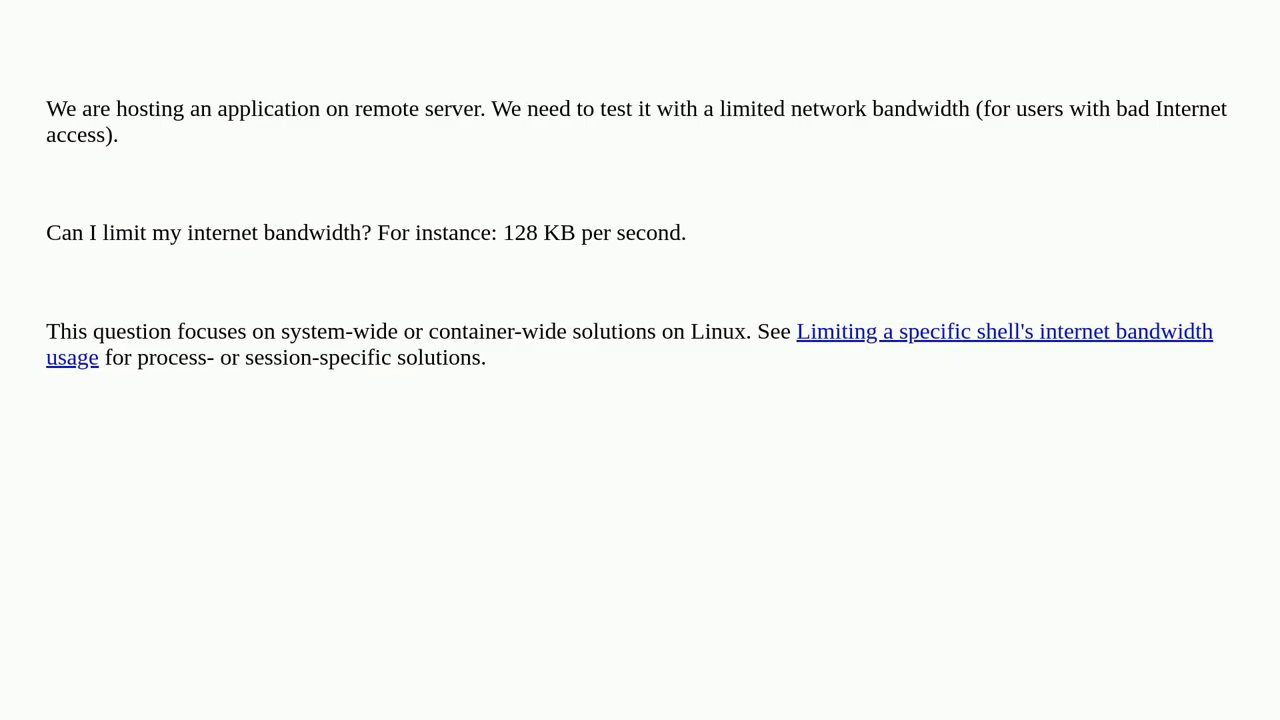 We are hosting an application on remote server. We need to test it with a limited network bandwidth (for users with bad Internet
access).
Can I limit my internet bandwidth? For instance: 128 KB per second.
This question focuses on system-wide or container-wide solutions on Linux. See Limiting a specific shell's internet bandwidth
usage for process- or session-specific solutions.